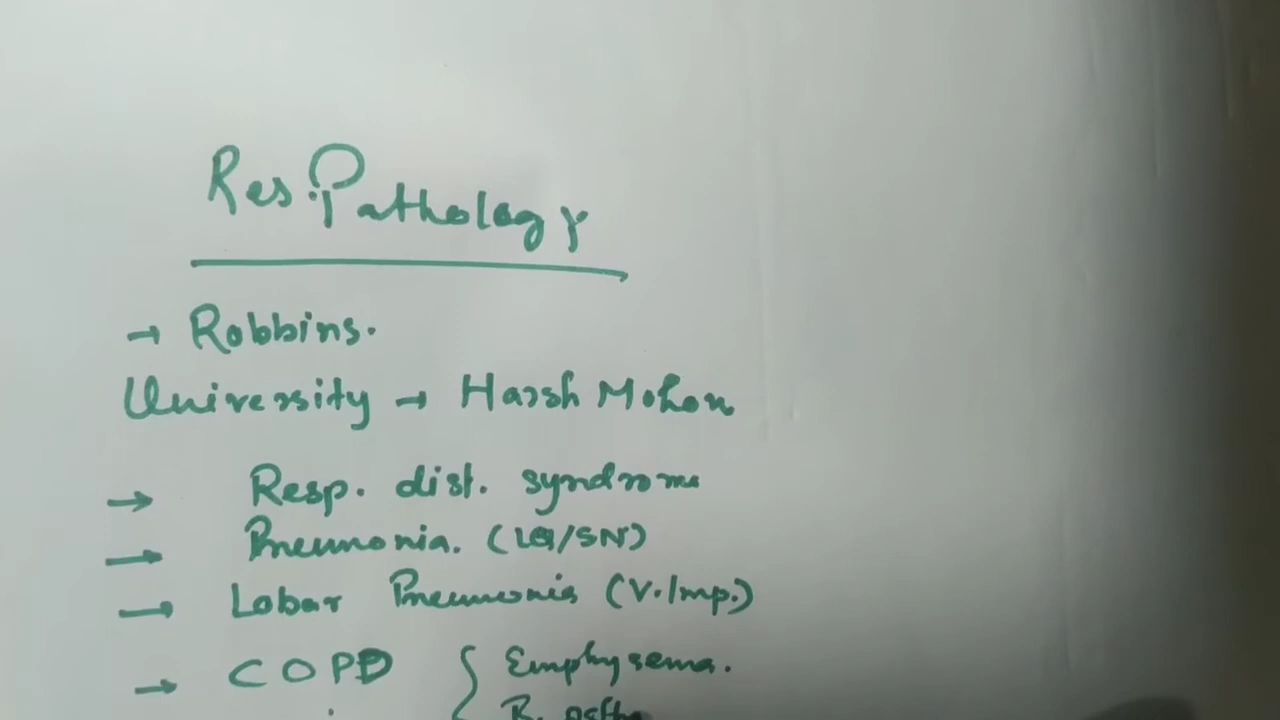 Res. Pathology
→ Robbins.
University → Harsh Mohan
→ Resp. dist. syndrome
→ Pneumonia. (LQ/SN)
→ Lobar Pneumonia (V. Imp.)
→ COPD { Emphysema.
B.